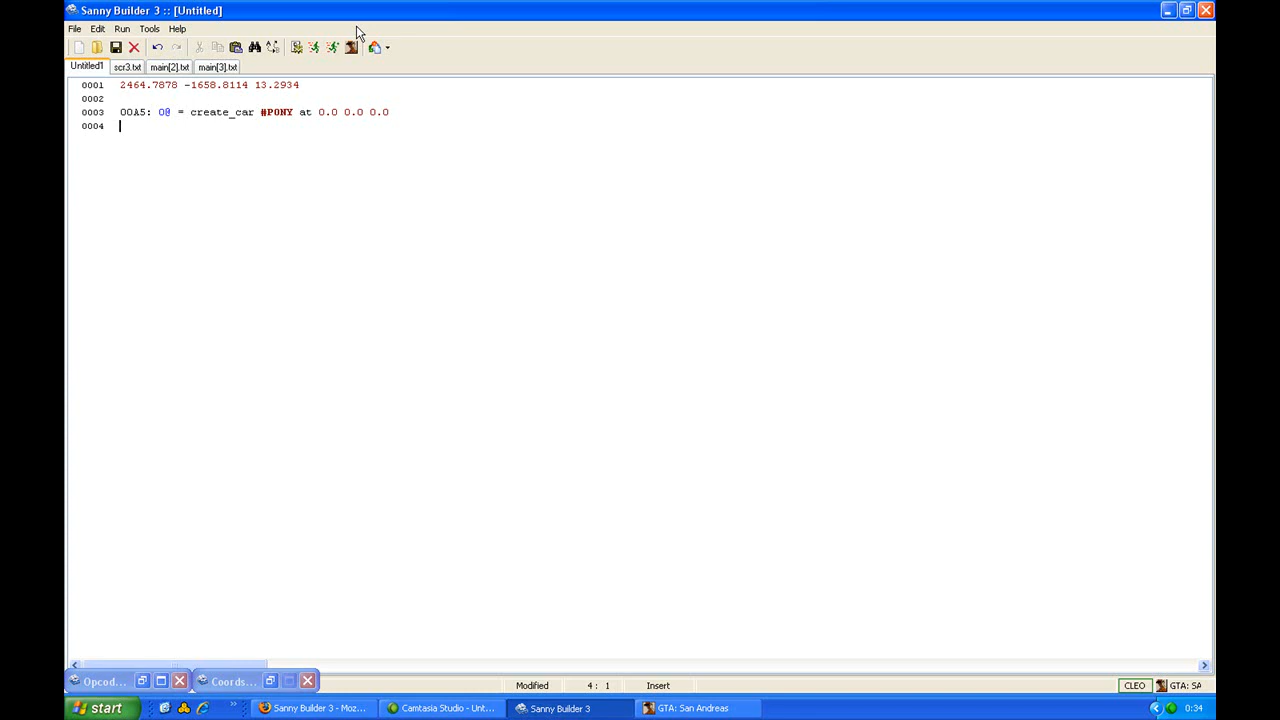 Sanny Builder 3 :: [Untitled]
File Edit Run Tools Help
Untitled1 scr3.txt main[2].txt main[3].txt
0001 2464.7878 -1658.8114 13.2934
0002
0003 00A5: 0@ = create_car #PONY at 0.0 0.0 0.0
0004
Opcod... Coords...
Modified 4 : 1 Insert CLEO GTA: SA
start Sanny Builder 3 - Moz... Camtasia Studio - Unt... Sanny Builder 3 GTA: San Andreas 0:34